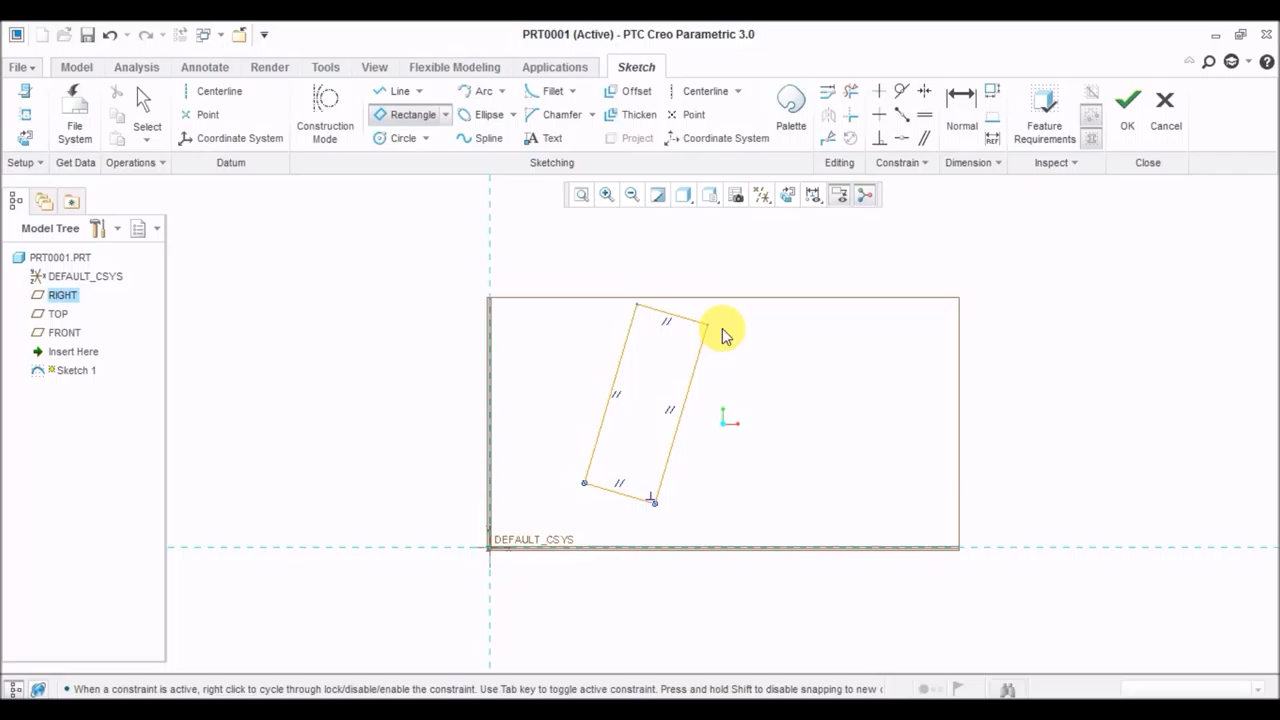 PRT0001 (Active) - PTC Creo Parametric 3.0
File Model Analysis Annotate Render Tools View Flexible Modeling Applications Sketch
Centerline Line Arc Fillet Offset Centerline
Rectangle Ellipse Chamfer Thicken Point
Point
File System Select Coordinate System Construction Mode Circle Spline Text Project Coordinate System Palette Normal Feature Requirements OK Cancel
Setup Get Data Operations Datum Sketching Editing Constrain Dimension Inspect Close
REF
Model Tree
PRT0001.PRT
DEFAULT_CSYS
RIGHT
TOP
FRONT
Insert Here
Sketch 1
DEFAULT_CSYS
• When a constraint is active, right click to cycle through lock/disable/enable the constraint. Use Tab key to toggle active constraint. Press and hold Shift to disable snapping to new c